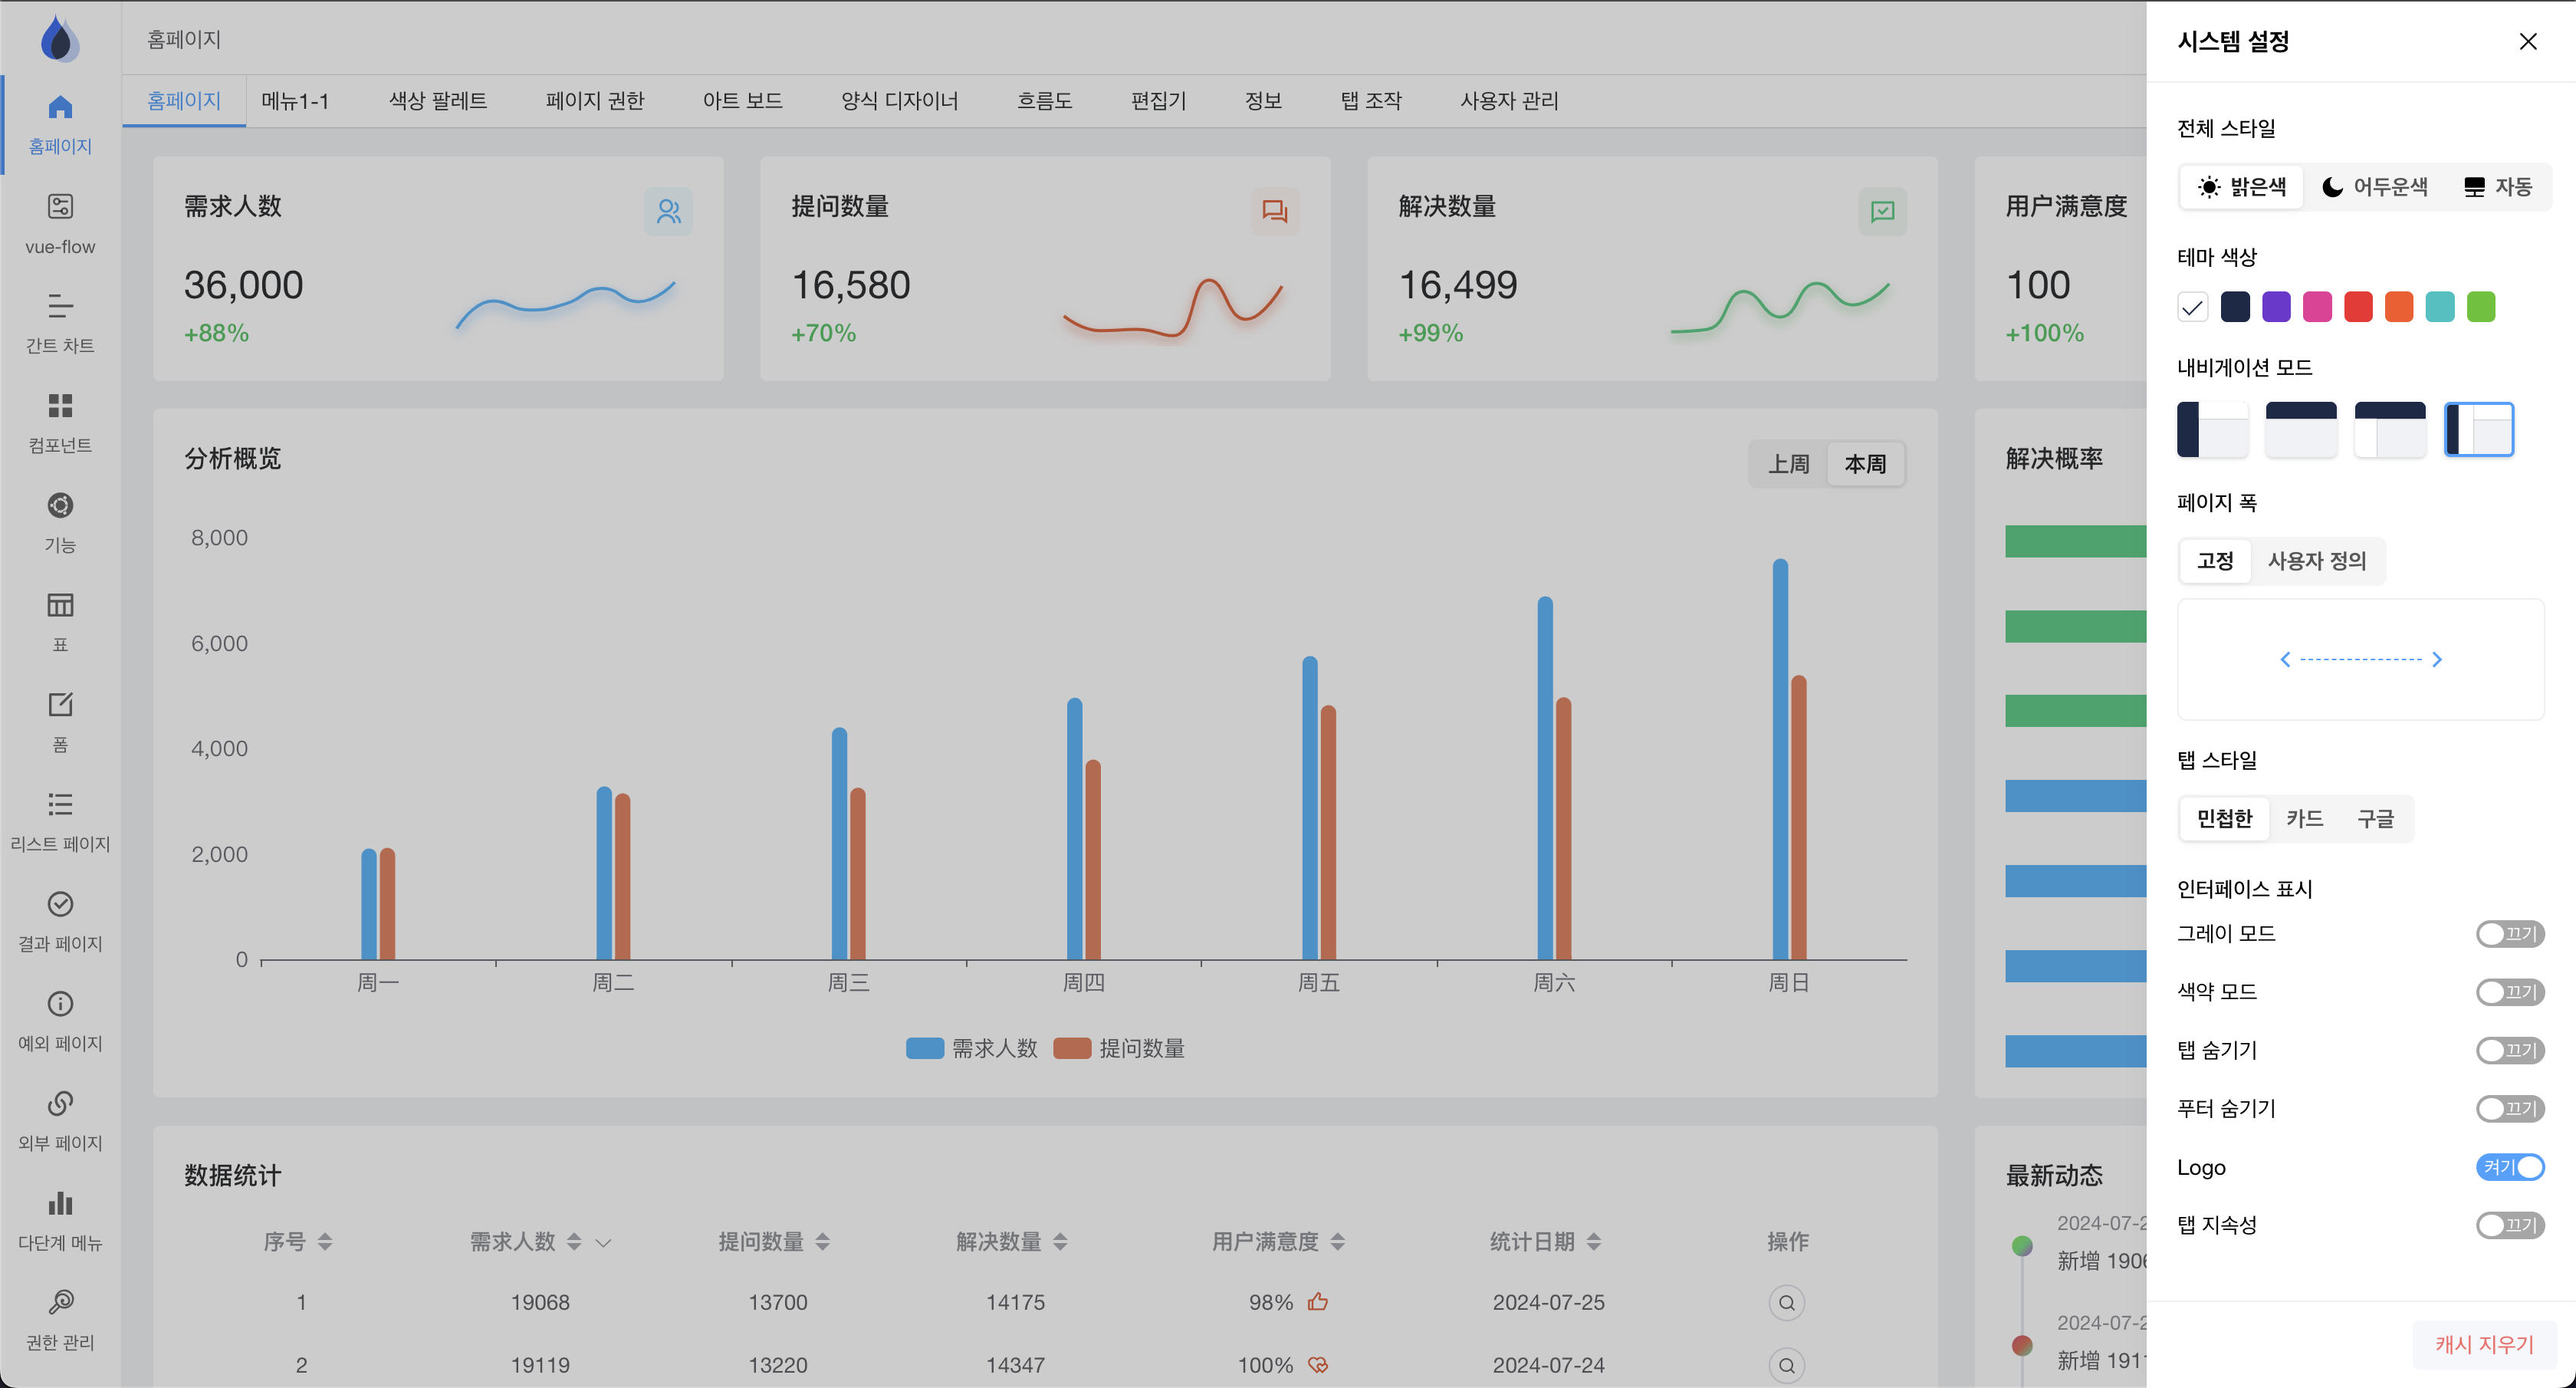 홈페이지
홈페이지
vue-flow
간트 차트
컴포넌트
기능
표
폼
리스트 페이지
결과 페이지
예외 페이지
외부 페이지
다단계 메뉴
권한 관리
홈페이지 메뉴1-1 색상 팔레트 페이지 권한 아트 보드 양식 디자이너 흐름도 편집기 정보 탭 조작 사용자 관리
需求人数
36,000
+88%
提问数量
16,580
+70%
解决数量
16,499
+99%
用户满意度
100
+100%
分析概览
上周 本周
8,000
6,000
4,000
2,000
0
周一 周二 周三 周四 周五 周六 周日
需求人数 提问数量
解决概率
数据统计
序号 需求人数 提问数量 解决数量 用户满意度 统计日期 操作
1 19068 13700 14175 98% 2024-07-25
2 19119 13220 14347 100% 2024-07-24
最新动态
2024-07-2
新增 1906
2024-07-2
新增 1911
시스템 설정
전체 스타일
밝은색 어두운색 자동
테마 색상
내비게이션 모드
페이지 폭
고정 사용자 정의
탭 스타일
민첩한 카드 구글
인터페이스 표시
그레이 모드 끄기
색약 모드 끄기
탭 숨기기 끄기
푸터 숨기기 끄기
Logo 켜기
탭 지속성 끄기
캐시 지우기